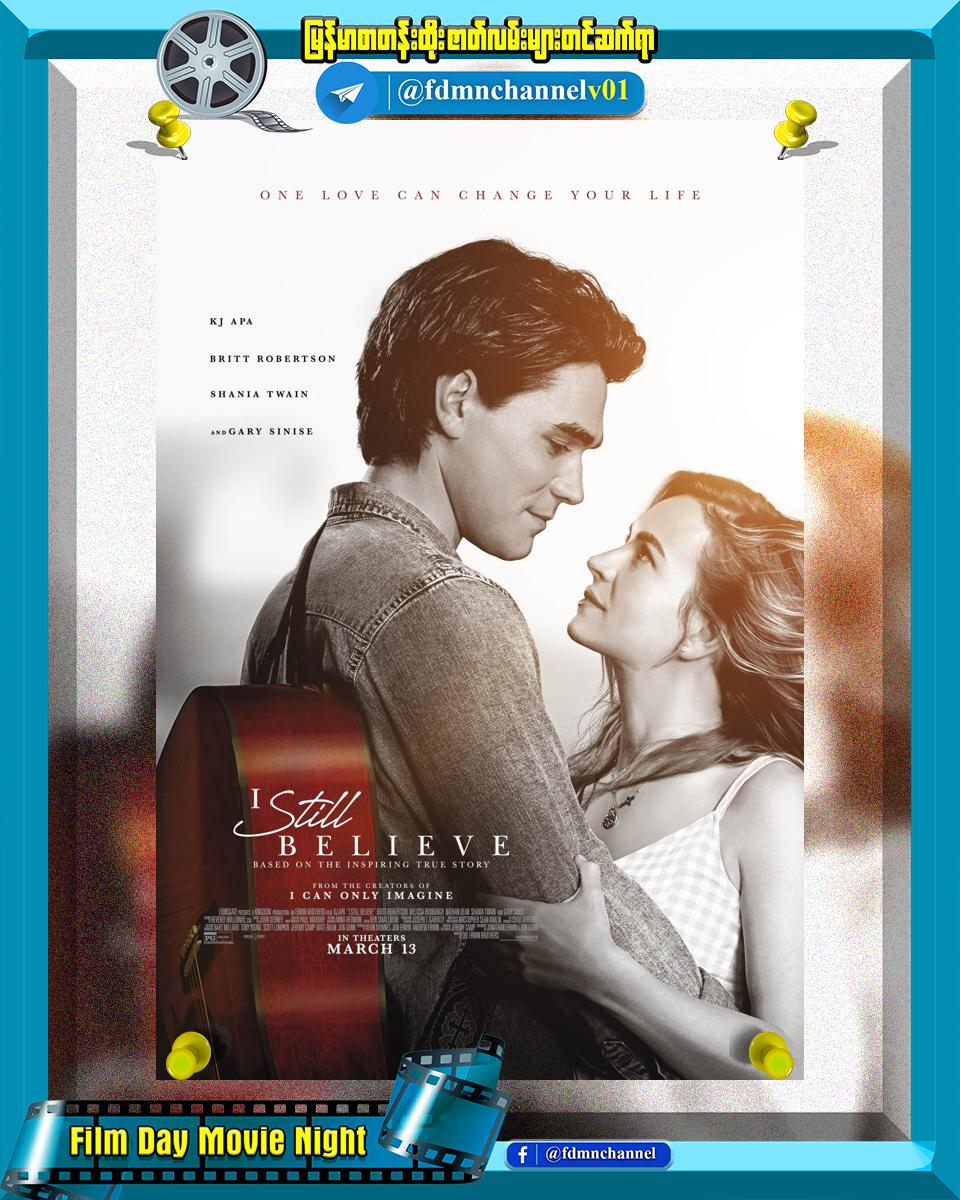 မြန်မာစာတန်းထိုးဇာတ်လမ်းများတင်ဆက်ရာ
@fdmnchannelv01
ONE LOVE CAN CHANGE YOUR LIFE
KJ APA
BRITT ROBERTSON
SHANIA TWAIN
AND GARY SINISE
I Still
BELIEVE
BASED ON THE INSPIRING TRUE STORY
FROM THE CREATORS OF
I CAN ONLY IMAGINE
IN THEATERS
MARCH 13
PG
Film Day Movie Night
@fdmnchannel